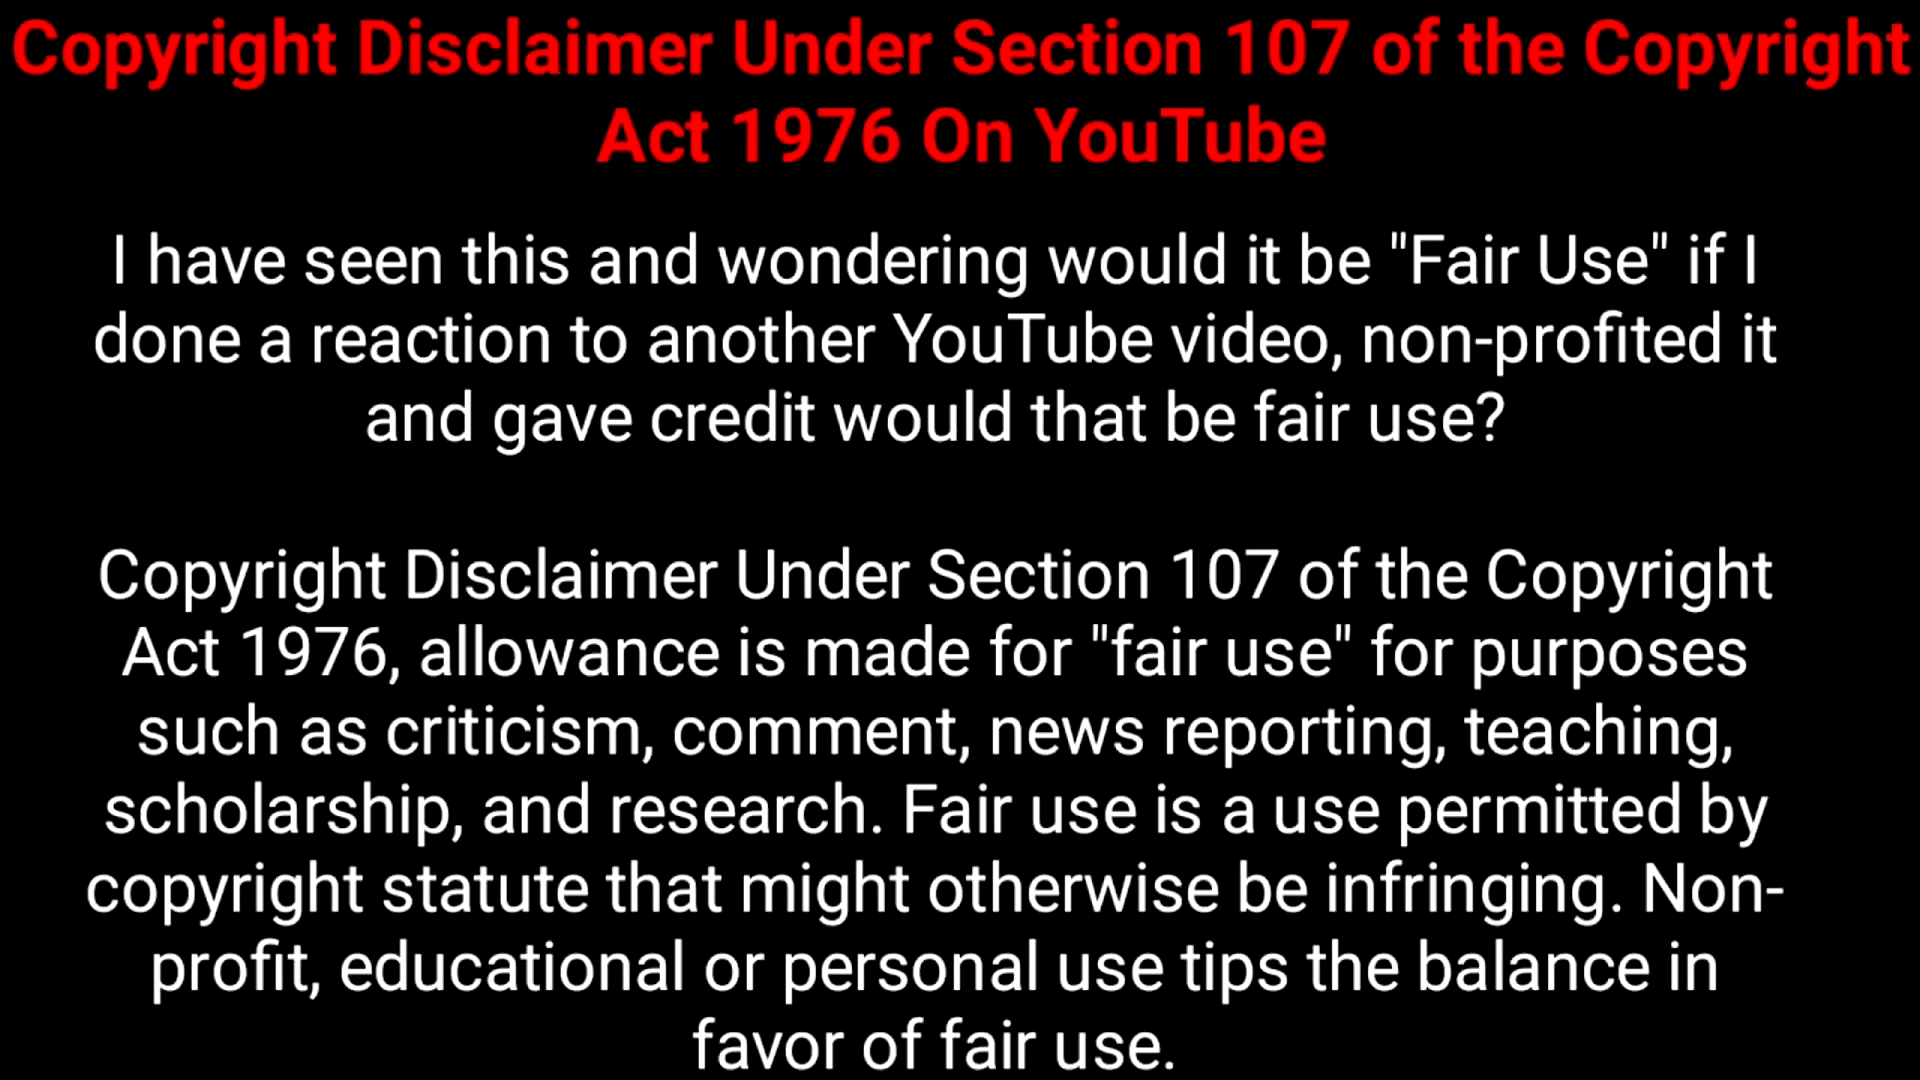 Copyright Disclaimer Under Section 107 of the Copyright
Act 1976 On YouTube
I have seen this and wondering would it be "Fair Use" if I
done a reaction to another YouTube video, non-profited it
and gave credit would that be fair use?
Copyright Disclaimer Under Section 107 of the Copyright
Act 1976, allowance is made for "fair use" for purposes
such as criticism, comment, news reporting, teaching,
scholarship, and research. Fair use is a use permitted by
copyright statute that might otherwise be infringing. Non-
profit, educational or personal use tips the balance in
favor of fair use.